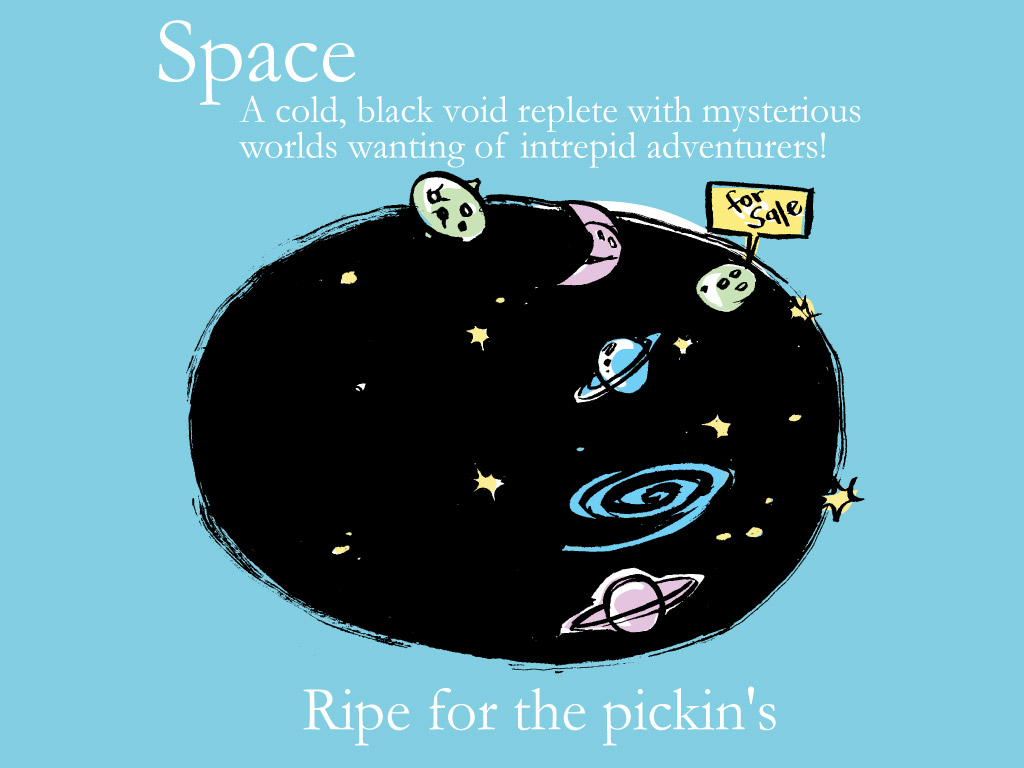 Space
A cold, black void replete with mysterious
worlds wanting of intrepid adventurers!
for
Sale
Ripe for the pickin's